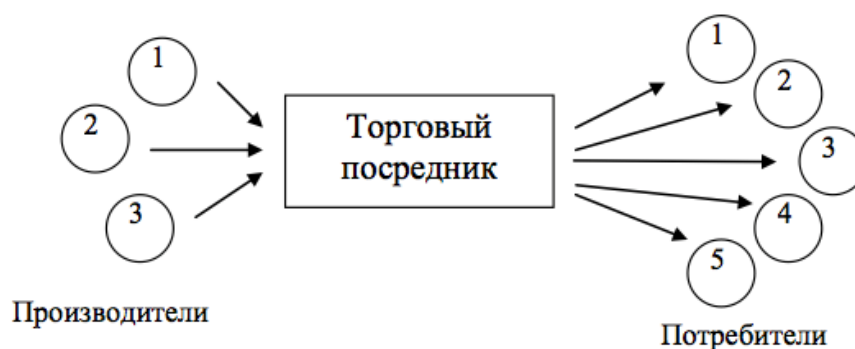 1
2
3
Производители
Торговый
посредник
1
2
3
4
5
Потребители